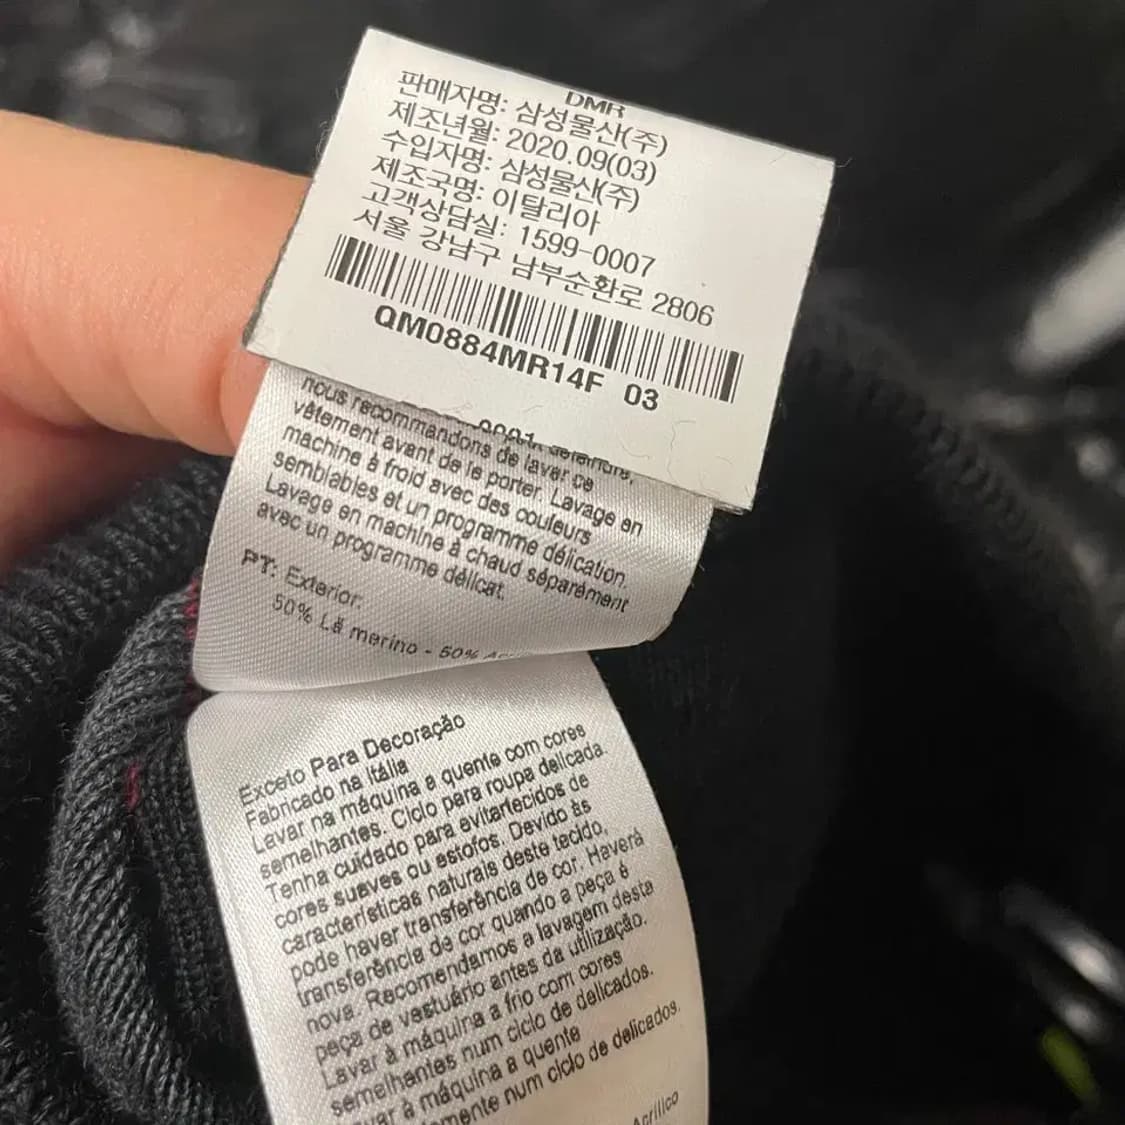 DMR
판매자명: 삼성물산(주)
제조년월: 2020.09(03)
수입자명: 삼성물산(주)
제조국명: 이탈리아
고객상담실: 1599-0007
서울 강남구 남부순환로 2806
QM0884MR14F 03
nous recommandons de laver ce
vêtement avant de le porter. Lavage en
machine à froid avec des couleurs
semblables et un programme délication.
Lavage en machine à chaud séparément
avec un programme délicat.
PT: Exterior:
50% Lã merino - 50%
Exceto Para Decoração
Fabricado na Itália
Lavar na máquina a quente com cores
semelhantes. Ciclo para roupa delicada.
Tenha cuidado para evitarfecidos de
cores suaves ou estofos. Devido às
características naturais deste tecido,
pode haver transferência de cor. Haverá
transferência de cor quando a peça é
nova. Recomendamos a lavagem desta
peça de vestuário antes da utilização.
Lavar à máquina a frio com cores
semelhantes num ciclo de delicados.
à máquina a quente
num ciclo de delicados.